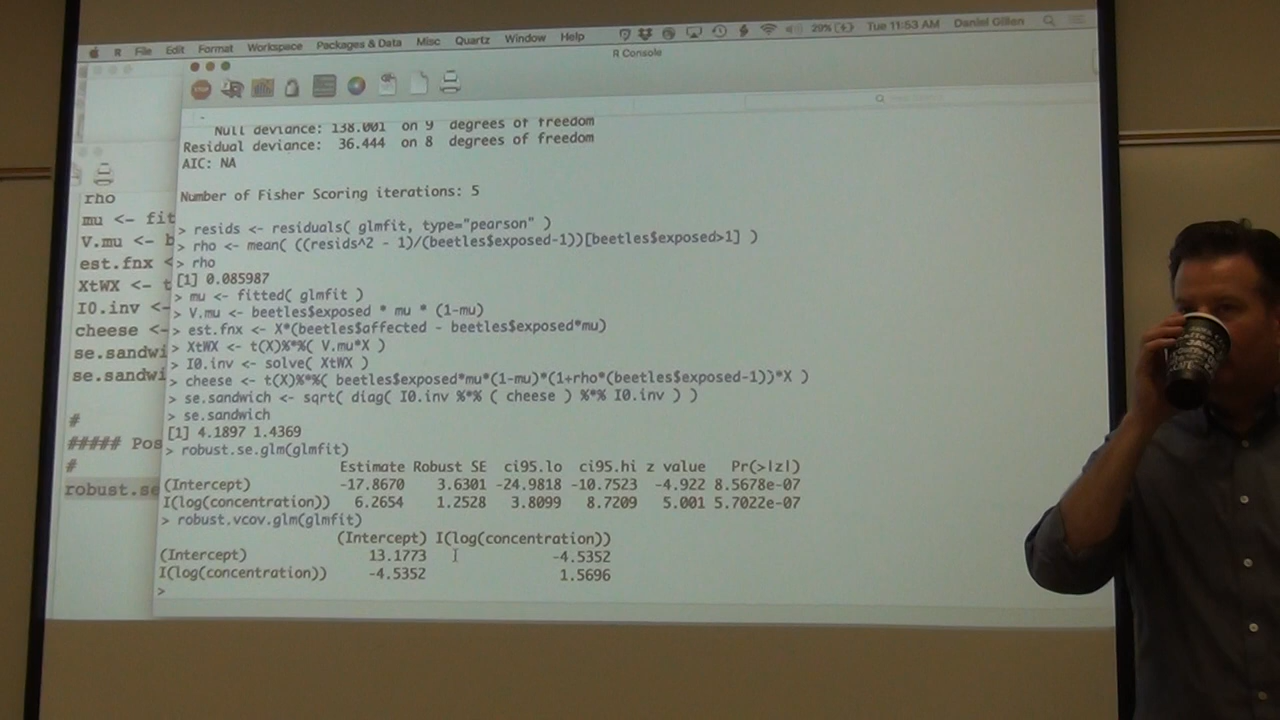 R File Edit Format Workspace Packages & Data Misc Quartz Window Help 29% Tue 11:53 AM Daniel Gillen
R Console
Null deviance: 138.001 on 9 degrees of freedom
Residual deviance: 36.444 on 8 degrees of freedom
AIC: NA
Number of Fisher Scoring iterations: 5
> resids <- residuals( glmfit, type="pearson" )
> rho <- mean( ((resids^2 - 1)/(beetles$exposed-1))[beetles$exposed>1] )
> rho
[1] 0.085987
> mu <- fitted( glmfit )
> V.mu <- beetles$exposed * mu * (1-mu)
> est.fnx <- X*(beetles$affected - beetles$exposed*mu)
> XtWX <- t(X)%*%( V.mu*X )
> I0.inv <- solve( XtWX )
> cheese <- t(X)%*%( beetles$exposed*mu*(1-mu)*(1+rho*(beetles$exposed-1))*X )
> se.sandwich <- sqrt( diag( I0.inv %*% ( cheese ) %*% I0.inv ) )
> se.sandwich
[1] 4.1897 1.4369
> robust.se.glm(glmfit)
Estimate Robust SE ci95.lo ci95.hi z value Pr(>|z|)
(Intercept) -17.8670 3.6301 -24.9818 -10.7523 -4.922 8.5678e-07
I(log(concentration)) 6.2654 1.2528 3.8099 8.7209 5.001 5.7022e-07
> robust.vcov.glm(glmfit)
(Intercept) I(log(concentration))
(Intercept) 13.1773 -4.5352
I(log(concentration)) -4.5352 1.5696
>
rho
mu <- fit
V.mu <- b
est.fnx <
XtWX <- t
I0.inv <-
cheese <-
se.sandwi
se.sandwi
#
##### Pos
#
robust.se